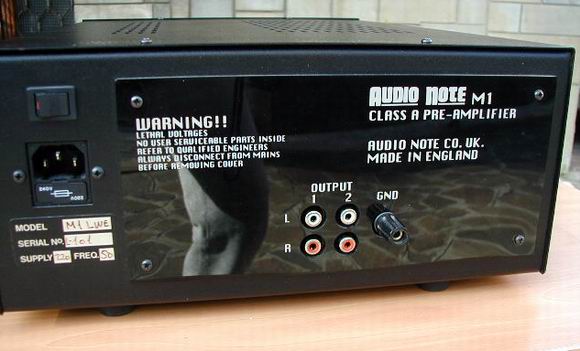 AUDIO NOTE M1
CLASS A PRE-AMPLIFIER
AUDIO NOTE CO. UK.
MADE IN ENGLAND
WARNING!!
LETHAL VOLTAGES
NO USER SERVICEABLE PARTS INSIDE
REFER TO QUALIFIED ENGINEERS
ALWAYS DISCONNECT FROM MAINS
BEFORE REMOVING COVER
OUTPUT
1 2
GND
L
R
MODEL M1 LINE
SERIAL NO.
SUPPLY 220 FREQ. 50